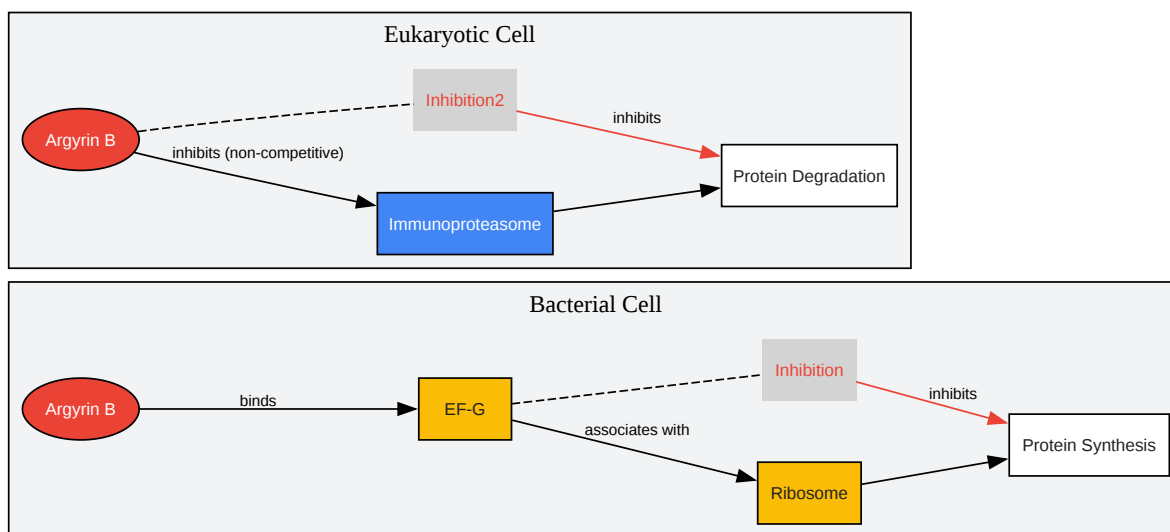 Eukaryotic Cell
Inhibition2
inhibits
Argyrin B
inhibits (non-competitive)
Protein Degradation
Immunoproteasome
Bacterial Cell
Inhibition
inhibits
Argyrin B
binds
EF-G
associates with
Protein Synthesis
Ribosome